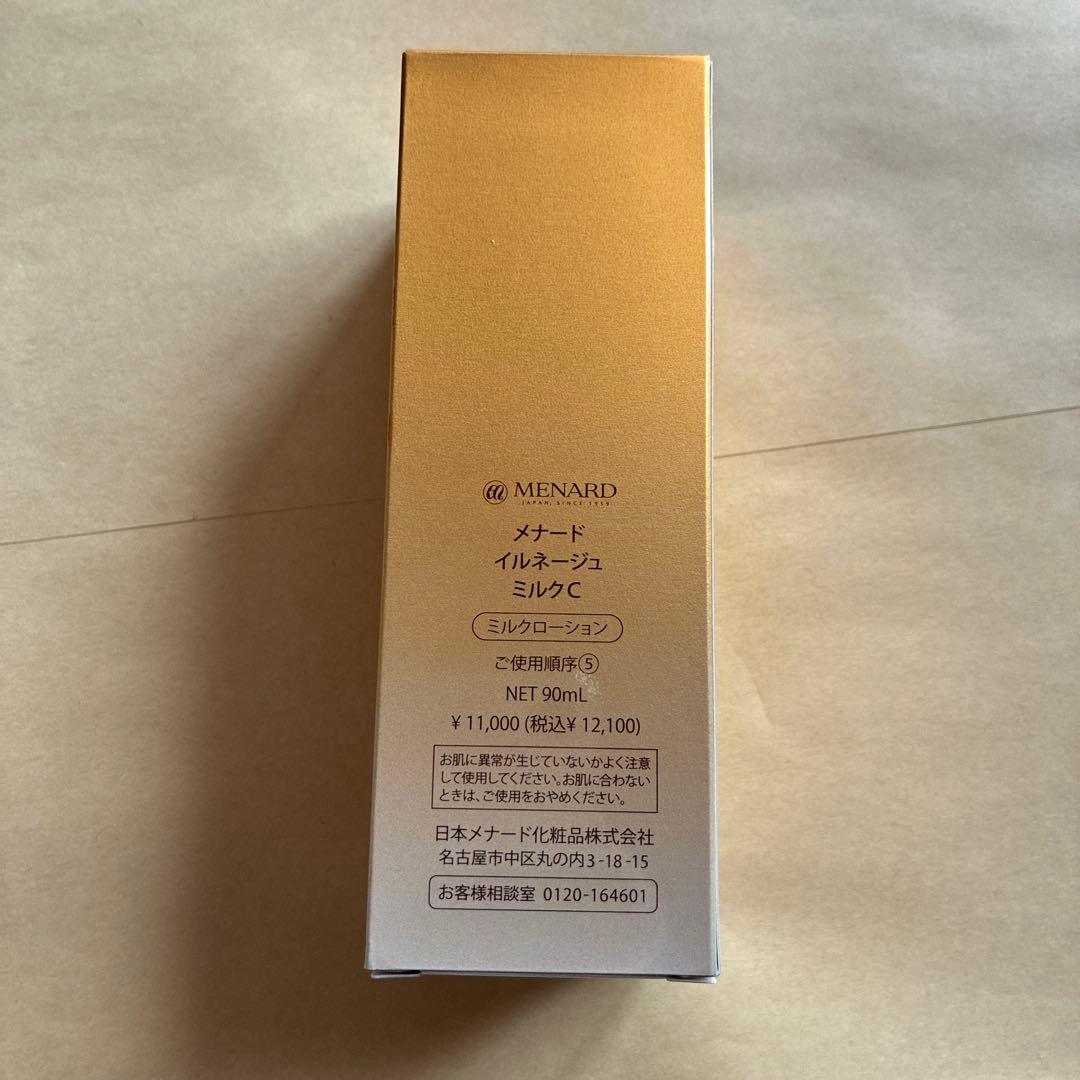 MENARD
JAPAN, SINCE 1959
メナード
イルネージュ
ミルクC
ミルクローション
ご使用順序⑤
NET 90mL
¥ 11,000 (税込¥ 12,100)
お肌に異常が生じていないかよく注意
して使用してください。お肌に合わない
ときは、ご使用をおやめください。
日本メナード化粧品株式会社
名古屋市中区丸の内3-18-15
お客様相談室 0120-164601